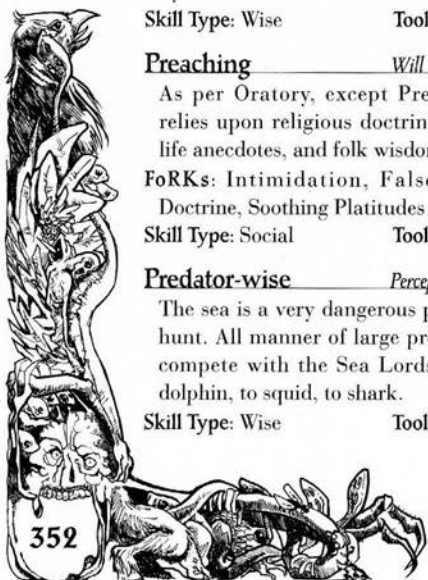 Skill Type: Wise Tool
Preaching Will
As per Oratory, except Pre
relies upon religious doctrin
life anecdotes, and folk wisdo
FoRKs: Intimidation, False
Doctrine, Soothing Platitudes
Skill Type: Social Tool
Predator-wise Percep
The sea is a very dangerous p
hunt. All manner of large pr
compete with the Sea Lords
dolphin, to squid, to shark.
Skill Type: Wise Tool
352